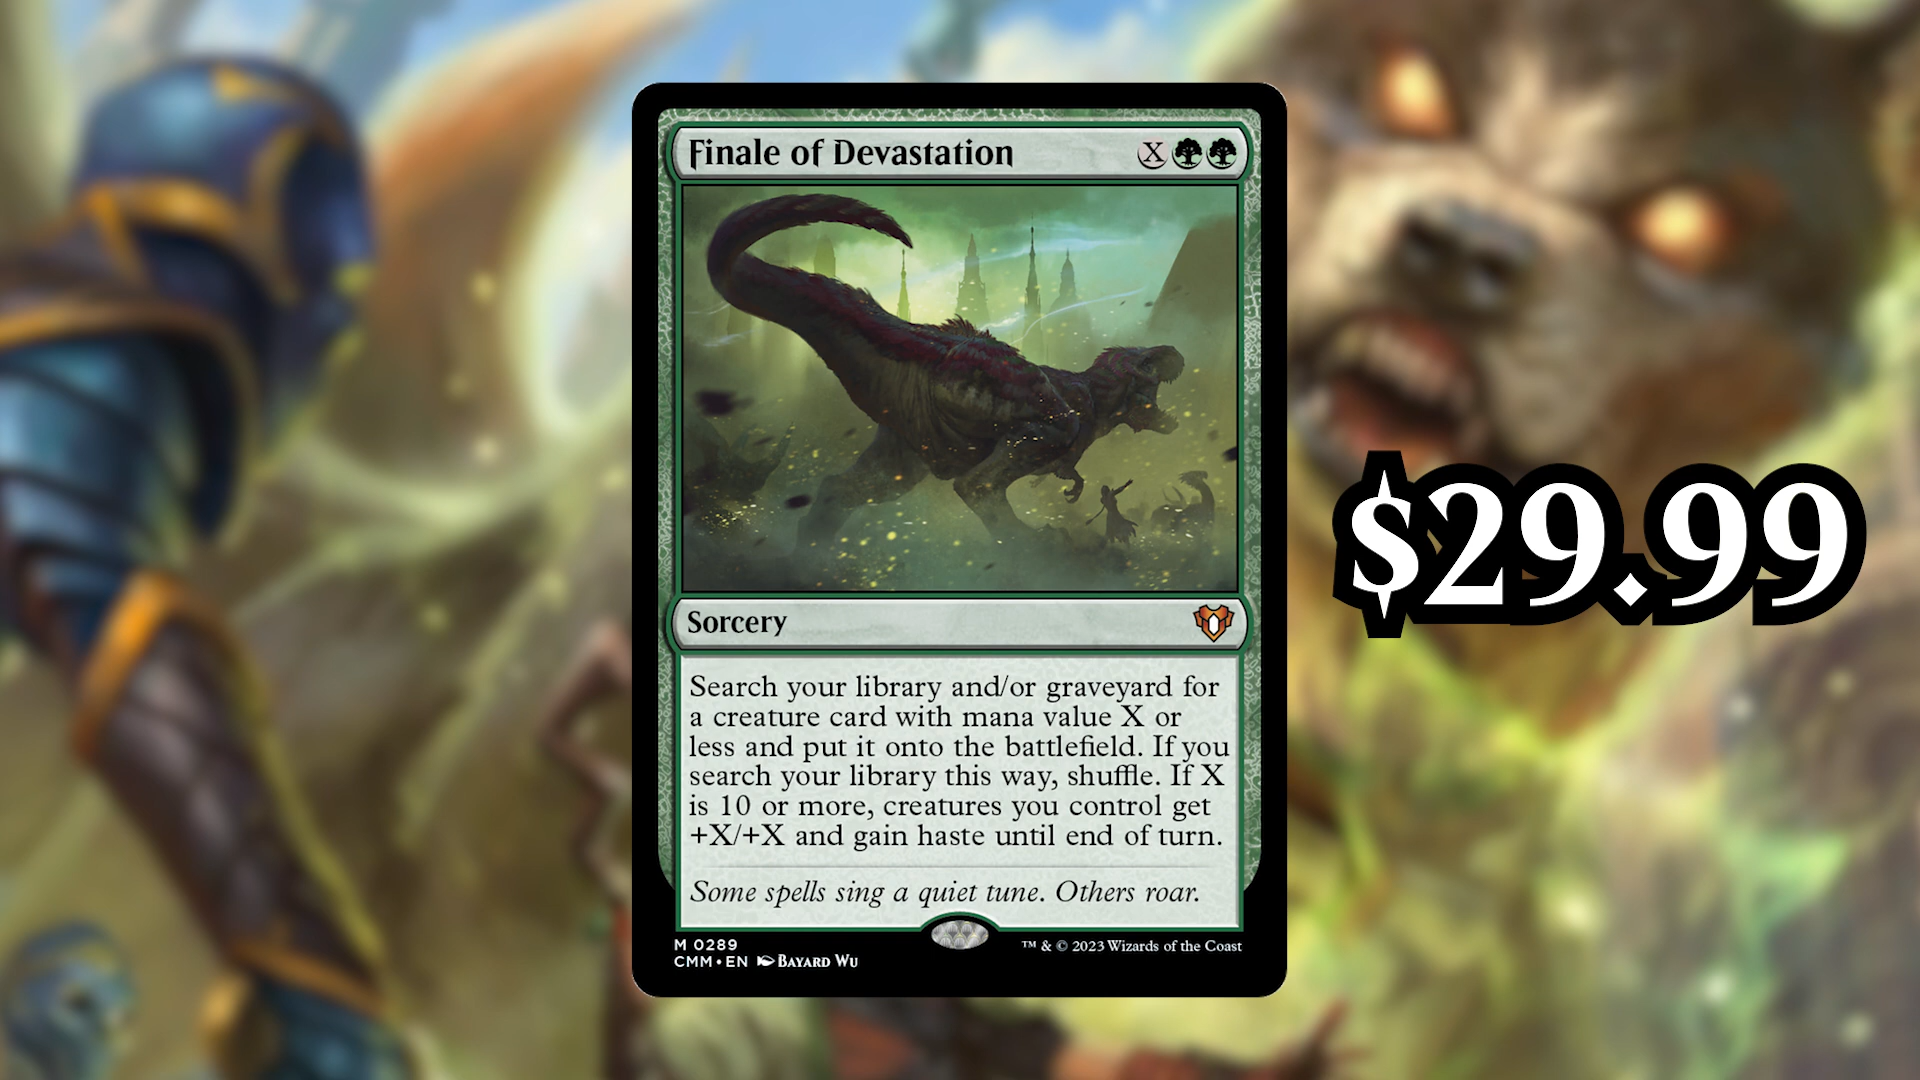 Finale of Devastation X
$29.99
Sorcery
Search your library and/or graveyard for
a creature card with mana value X or
less and put it onto the battlefield. If you
search your library this way, shuffle. If X
is 10 or more, creatures you control get
+X/+X and gain haste until end of turn.
Some spells sing a quiet tune. Others roar.
M 0289
CMM•EN Bayard Wu
™ & © 2023 Wizards of the Coast